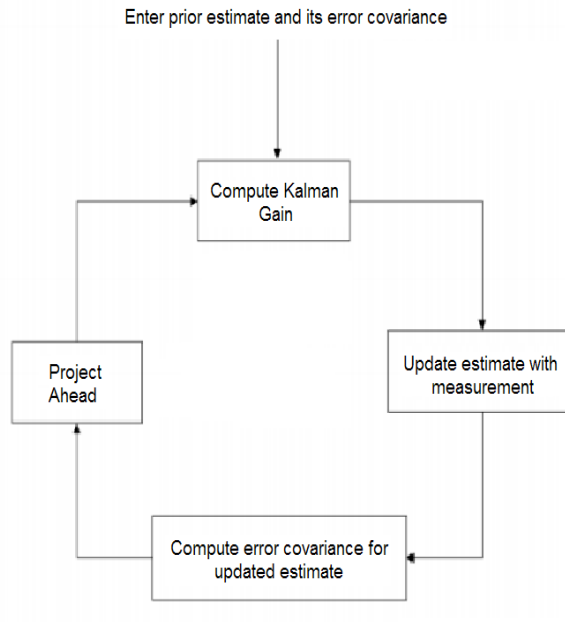 Enter prior estimate and its error covariance
Compute Kalman
Gain
Update estimate with
measurement
Project
Ahead
Compute error covariance for
updated estimate